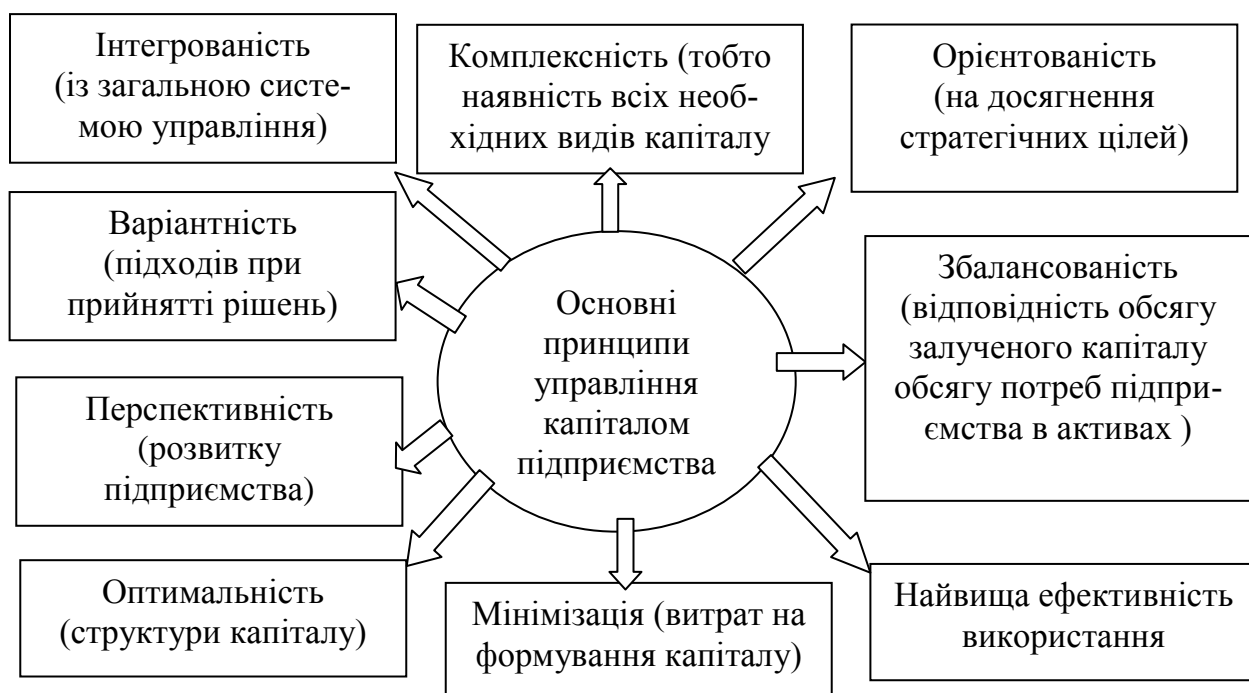 Інтегрованість
(із загальною систе-
мою управління)
Комплексність (тобто
наявність всіх необ-
хідних видів капіталу
Орієнтованість
(на досягнення
стратегічних цілей)
Варіантність
(підходів при
прийнятті рішень)
Основні
принципи
управління
капіталом
підприємства
Збалансованість
(відповідність обсягу
залученого капіталу
обсягу потреб підпри-
ємства в активах )
Перспективність
(розвитку
підприємства)
Оптимальність
(структури капіталу)
Мінімізація (витрат на
формування капіталу)
Найвища ефективність
використання